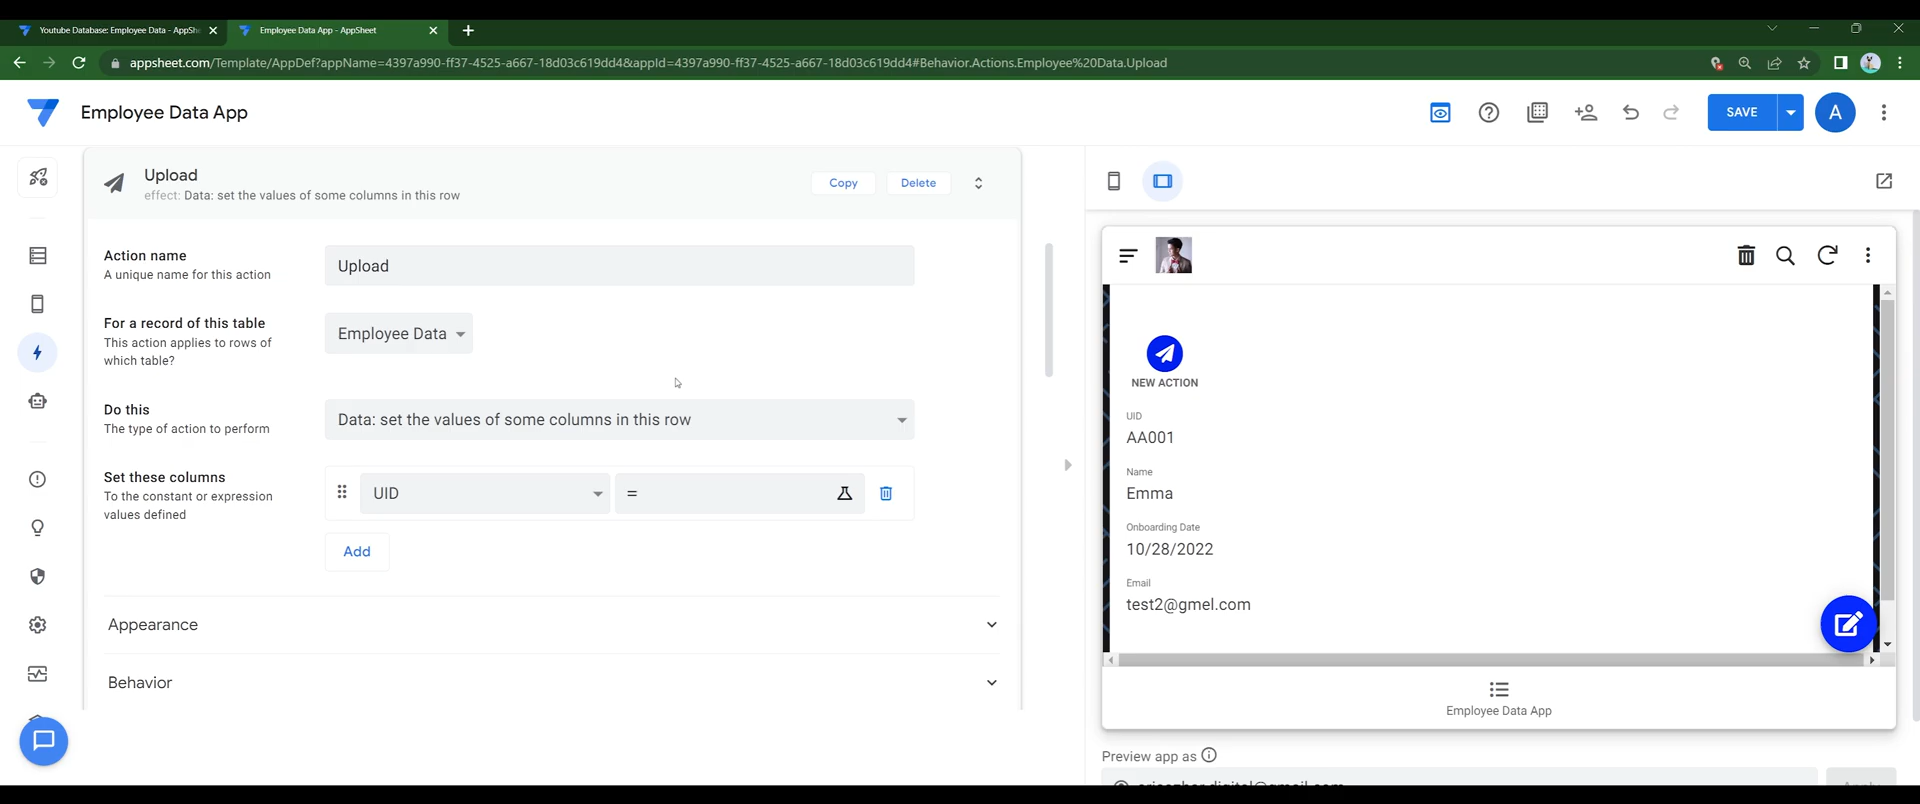 Youtube Database: Employee Data - AppShe
Employee Data App - AppSheet
appsheet.com/Template/AppDef?appName=4397a990-ff37-4525-a667-18d03c619dd4&appId=4397a990-ff37-4525-a667-18d03c619dd4#Behavior.Actions.Employee%20Data.Upload
Employee Data App
SAVE
A
Upload
effect: Data: set the values of some columns in this row
Copy
Delete
Action name
A unique name for this action
Upload
For a record of this table
This action applies to rows of
which table?
Employee Data
Do this
The type of action to perform
Data: set the values of some columns in this row
Set these columns
To the constant or expression
values defined
UID
=
Add
Appearance
Behavior
NEW ACTION
UID
AA001
Name
Emma
Onboarding Date
10/28/2022
Email
test2@gmel.com
Employee Data App
Preview app as